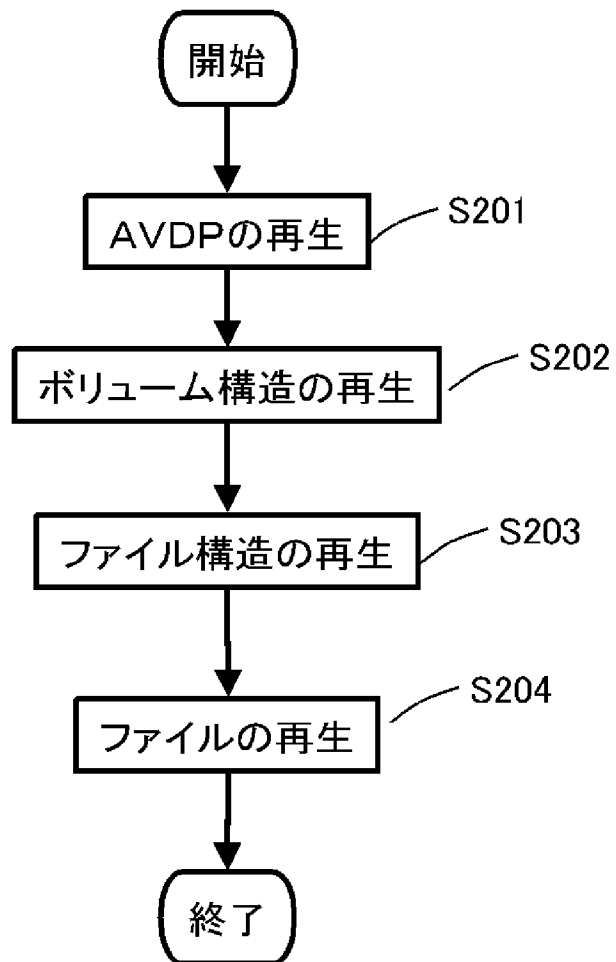 開始
AVDPの再生
S201
ボリューム構造の再生
S202
ファイル構造の再生
S203
ファイルの再生
S204
終了